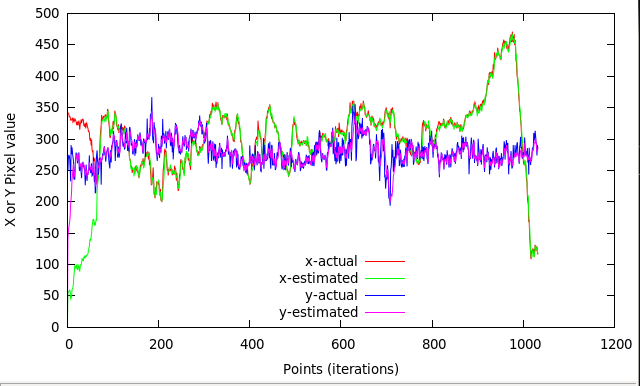 500
450
400
350
300
250
200
150
100
50
0
X or Y Pixel value
x-actual
x-estimated
y-actual
y-estimated
0 200 400 600 800 1000 1200
Points (iterations)